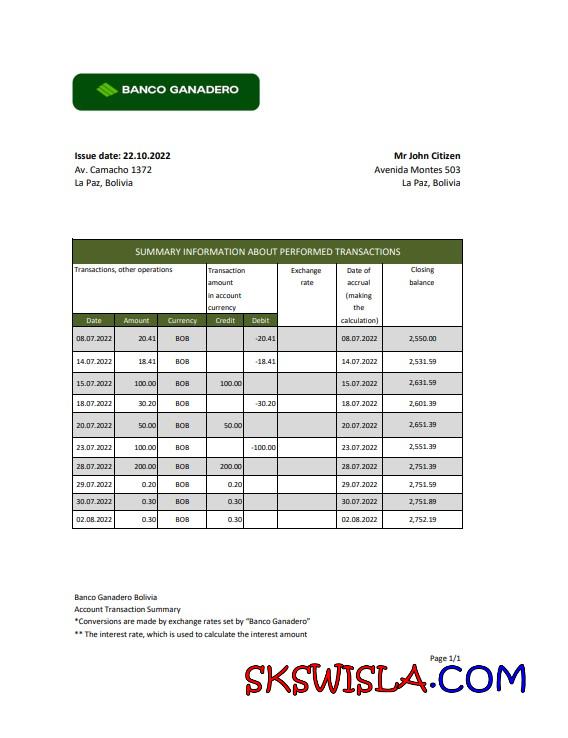 BANCO GANADERO
Issue date: 22.10.2022 Mr John Citizen
Av. Camacho 1372 Avenida Montes 503
La Paz, Bolivia La Paz, Bolivia
SUMMARY INFORMATION ABOUT PERFORMED TRANSACTIONS
Transactions, other operations Transaction amount in account currency Exchange rate Date of accrual (making the calculation) Closing balance
Date Amount Currency Credit Debit
08.07.2022 20.41 BOB -20.41 08.07.2022 2,550.00
14.07.2022 18.41 BOB -18.41 14.07.2022 2,531.59
15.07.2022 100.00 BOB 100.00 15.07.2022 2,631.59
18.07.2022 30.20 BOB -30.20 18.07.2022 2,601.39
20.07.2022 50.00 BOB 50.00 20.07.2022 2,651.39
23.07.2022 100.00 BOB -100.00 23.07.2022 2,551.39
28.07.2022 200.00 BOB 200.00 28.07.2022 2,751.39
29.07.2022 0.20 BOB 0.20 29.07.2022 2,751.59
30.07.2022 0.30 BOB 0.30 30.07.2022 2,751.89
02.08.2022 0.30 BOB 0.30 02.08.2022 2,752.19
Banco Ganadero Bolivia
Account Transaction Summary
*Conversions are made by exchange rates set by "Banco Ganadero"
** The interest rate, which is used to calculate the interest amount
Page 1/1
SKSWISLA.COM